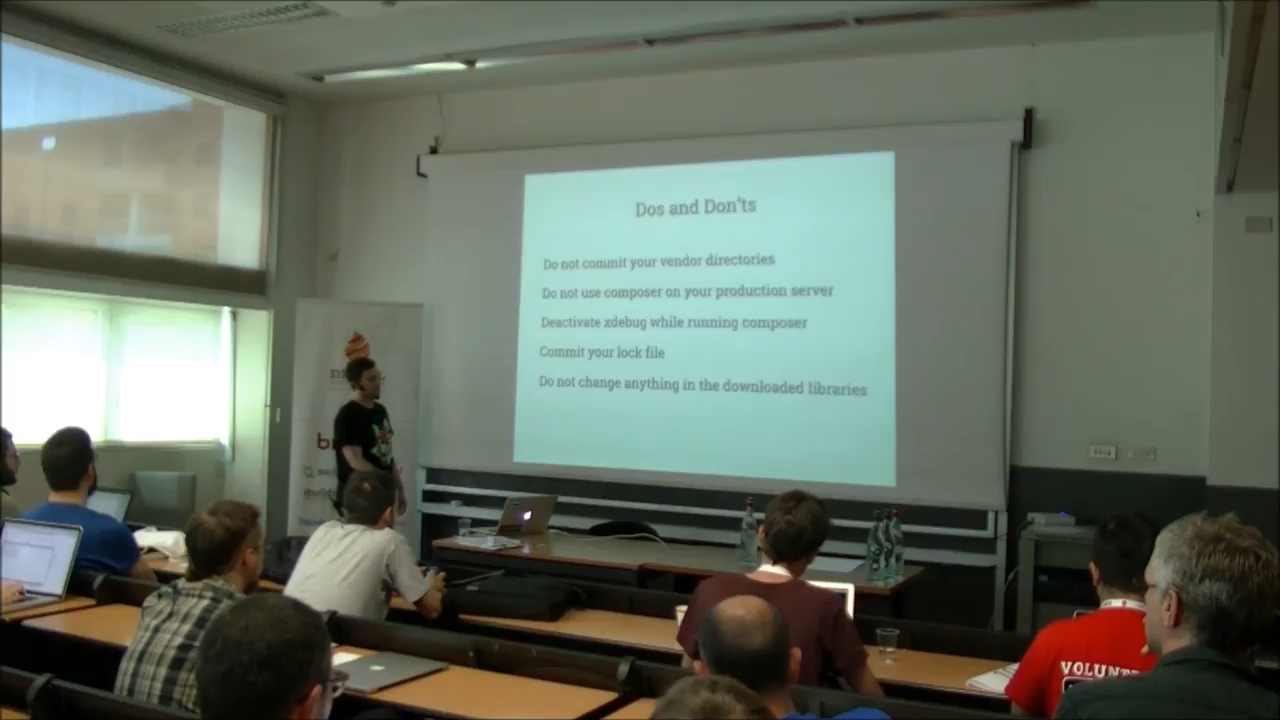 Dos and Don'ts
Do not commit your vendor directories
Do not use composer on your production server
Deactivate xdebug while running composer
Commit your lock file
Do not change anything in the downloaded libraries